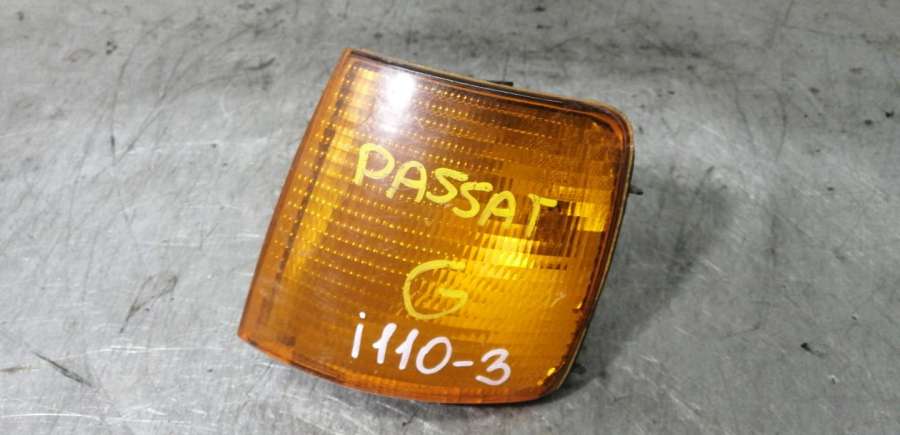 PASSAT
G
i110-3